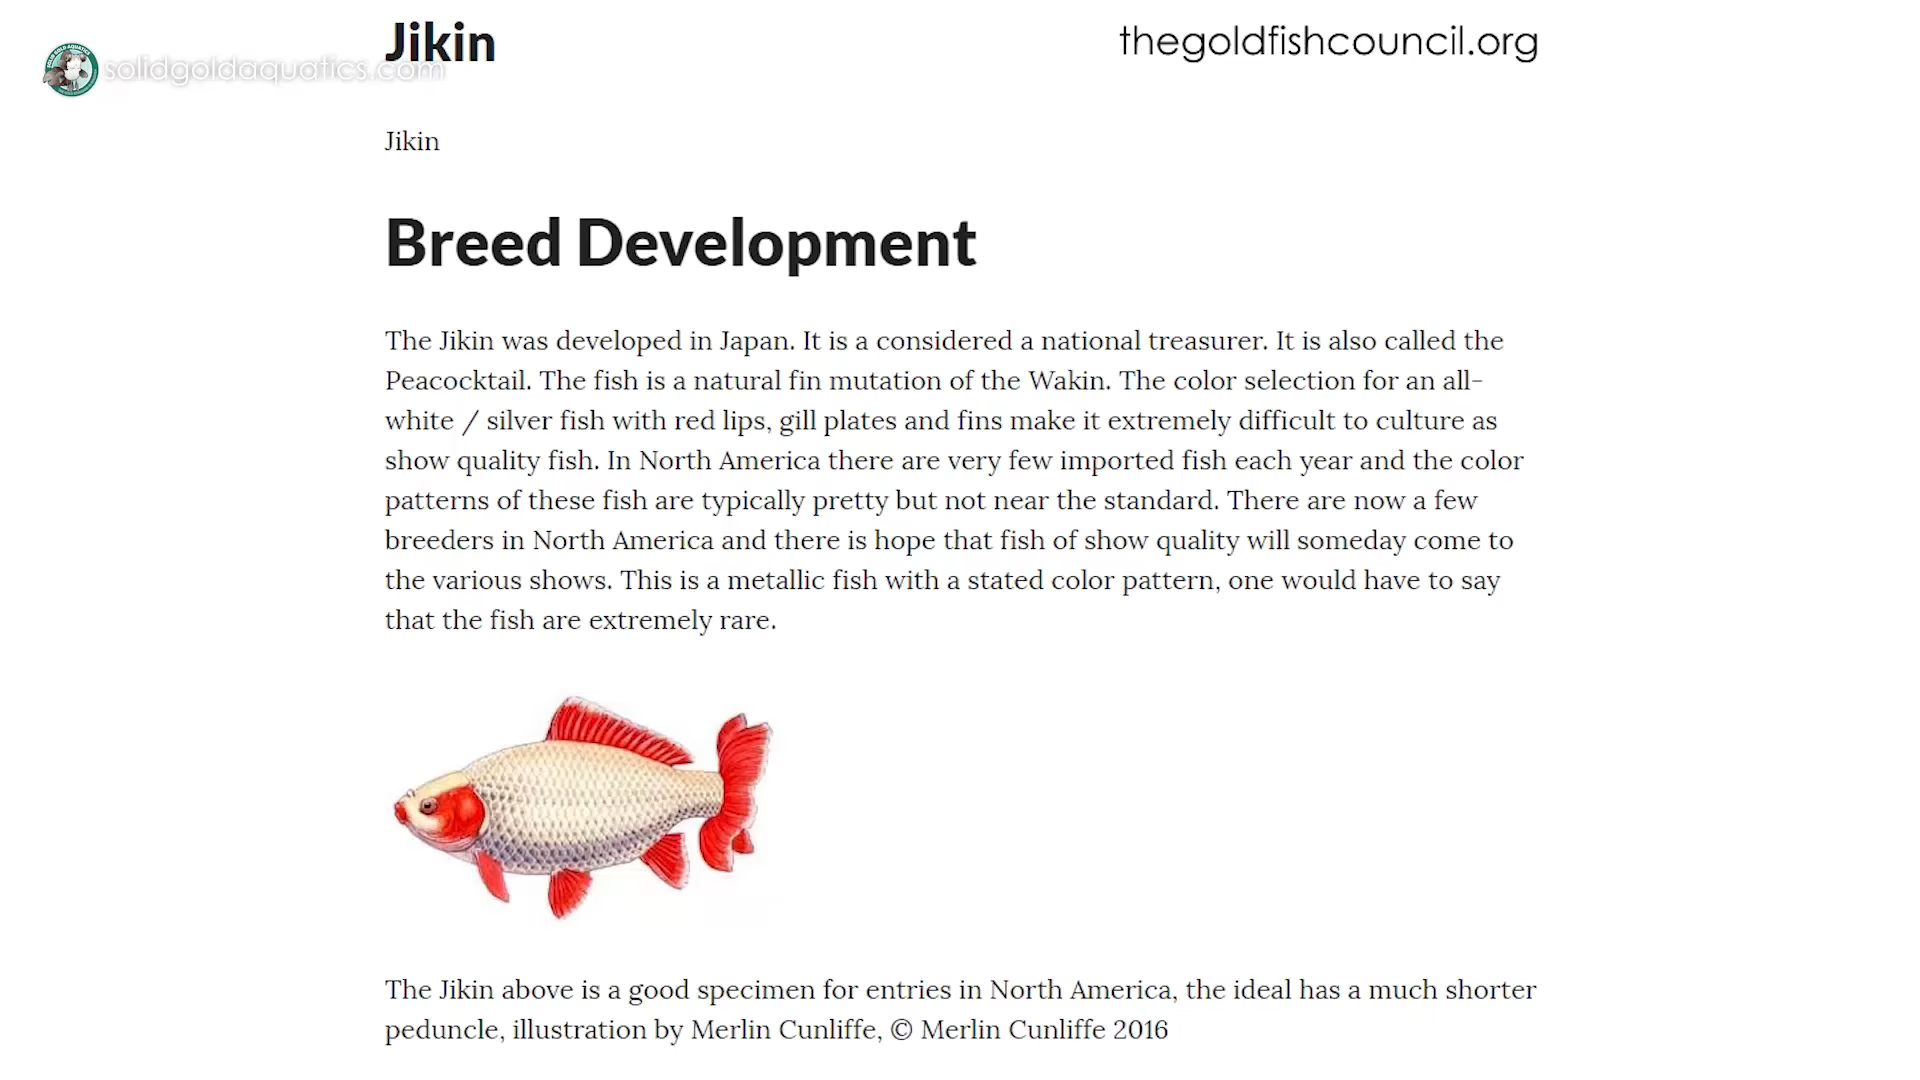 Jikin
thegoldfishcouncil.org
solidgoldaquatics.com
Jikin
Breed Development
The Jikin was developed in Japan. It is a considered a national treasurer. It is also called the
Peacocktail. The fish is a natural fin mutation of the Wakin. The color selection for an all-
white / silver fish with red lips, gill plates and fins make it extremely difficult to culture as
show quality fish. In North America there are very few imported fish each year and the color
patterns of these fish are typically pretty but not near the standard. There are now a few
breeders in North America and there is hope that fish of show quality will someday come to
the various shows. This is a metallic fish with a stated color pattern, one would have to say
that the fish are extremely rare.
The Jikin above is a good specimen for entries in North America, the ideal has a much shorter
peduncle, illustration by Merlin Cunliffe, © Merlin Cunliffe 2016